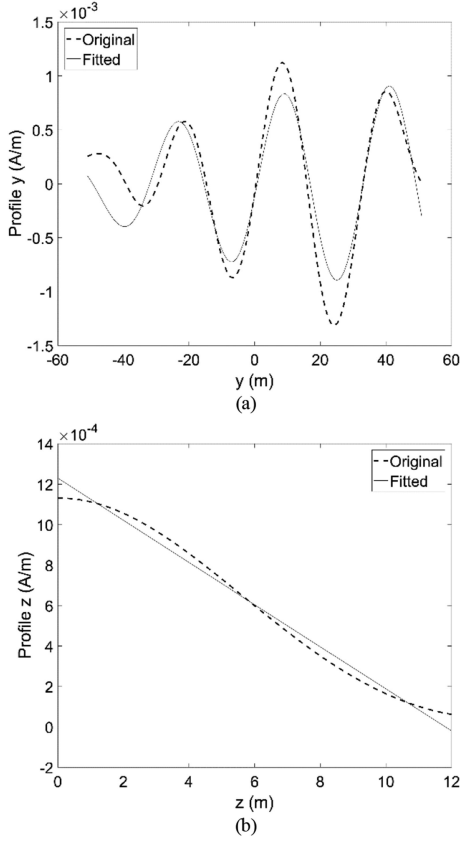 ×10⁻³
1.5
Original
Fitted
1
0.5
0
-0.5
-1
-1.5
Profile y (A/m)
-60 -40 -20 0 20 40 60
y (m)
(a)
×10⁻⁴
14
Original
Fitted
12
10
8
6
4
2
0
-2
Profile z (A/m)
0 2 4 6 8 10 12
z (m)
(b)